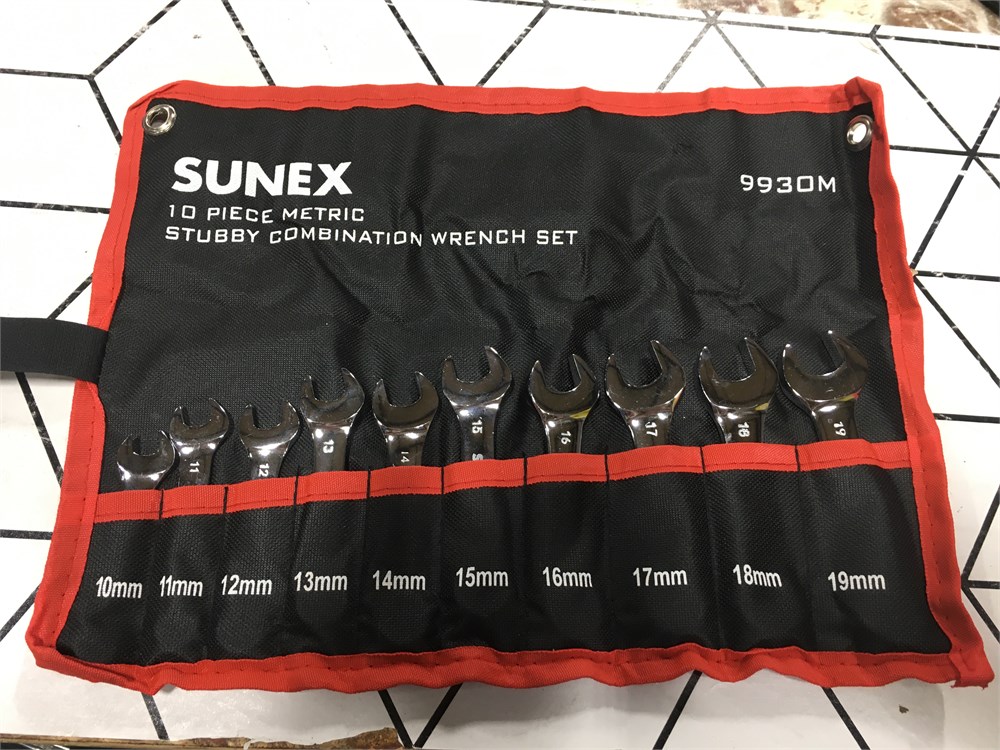 SUNEX
9930M
10 PIECE METRIC
STUBBY COMBINATION WRENCH SET
11
12
13
14
15
S
16
17
18
19
10mm 11mm 12mm 13mm 14mm 15mm 16mm 17mm 18mm 19mm